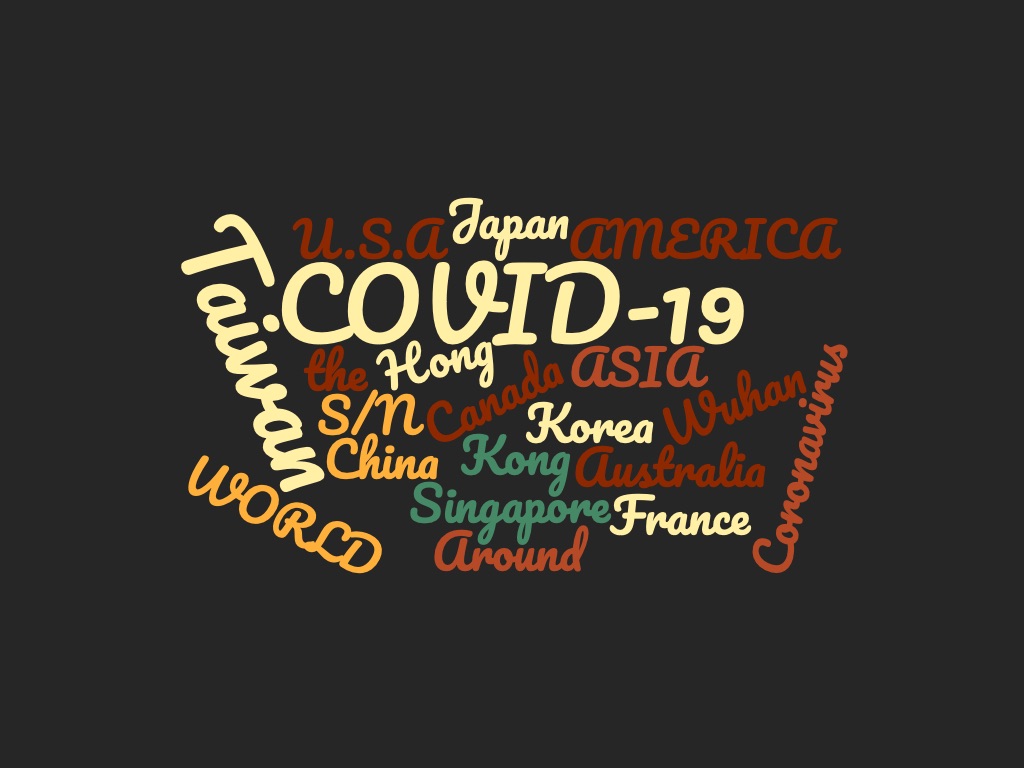 Japan
U.S.A
AMERICA
Taiwan
COVID-19
the
Hong
ASIA
Canada
Wuhan
Coronavirus
S/N
Korea
China
Kong
Australia
WORLD
Singapore
France
Around